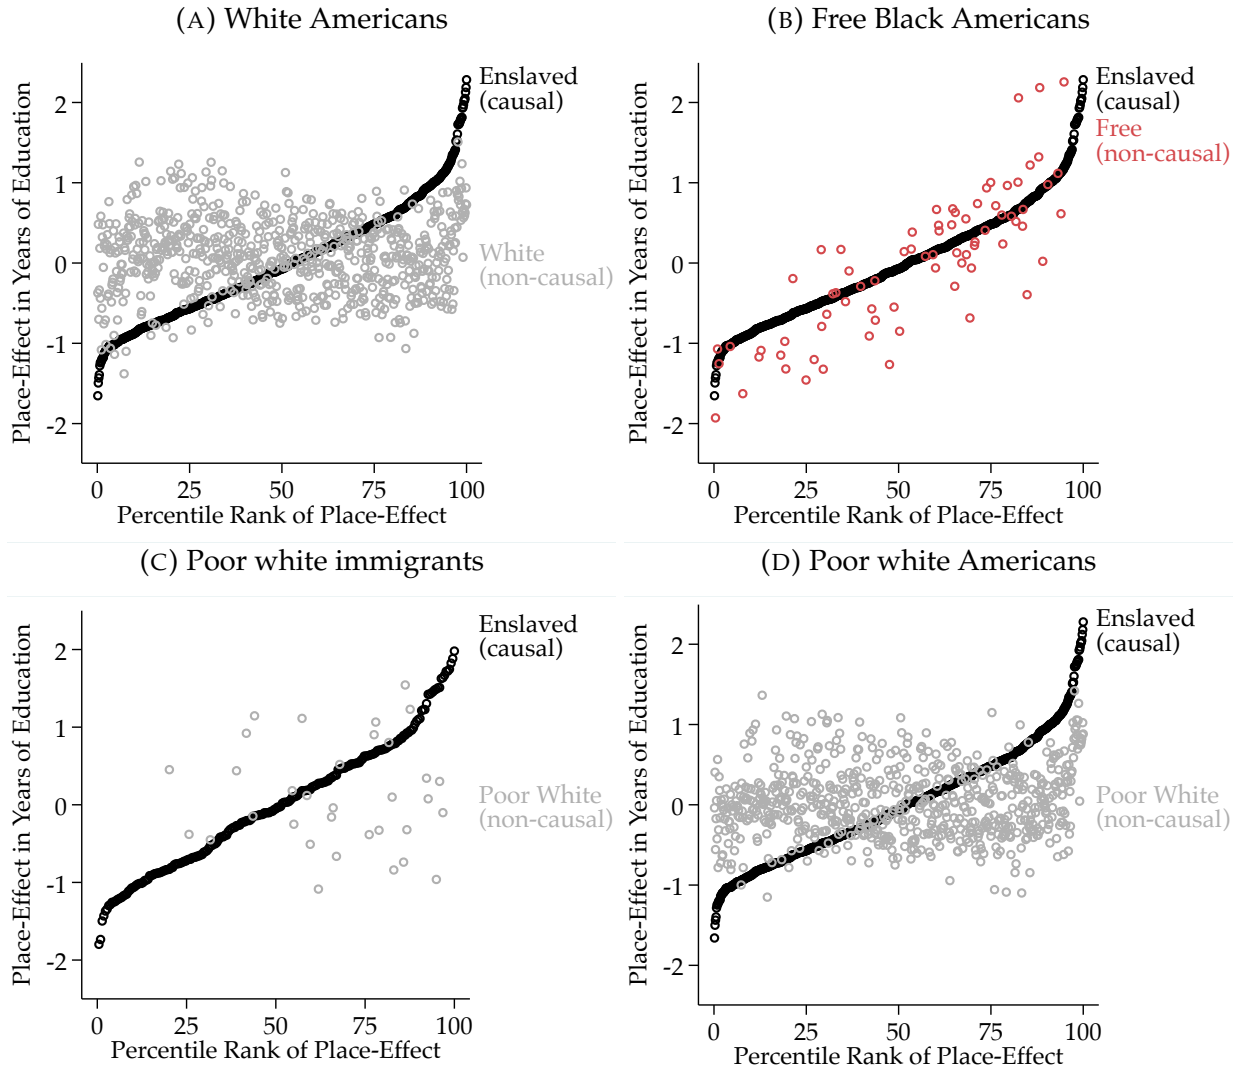 (A) White Americans
Place-Effect in Years of Education
2
1
0
-1
-2
Enslaved
(causal)
White
(non-causal)
0 25 50 75 100
Percentile Rank of Place-Effect
(B) Free Black Americans
Place-Effect in Years of Education
2
1
0
-1
-2
Enslaved
(causal)
Free
(non-causal)
0 25 50 75 100
Percentile Rank of Place-Effect
(C) Poor white immigrants
Place-Effect in Years of Education
2
1
0
-1
-2
Enslaved
(causal)
Poor White
(non-causal)
0 25 50 75 100
Percentile Rank of Place-Effect
(D) Poor white Americans
Place-Effect in Years of Education
2
1
0
-1
-2
Enslaved
(causal)
Poor White
(non-causal)
0 25 50 75 100
Percentile Rank of Place-Effect